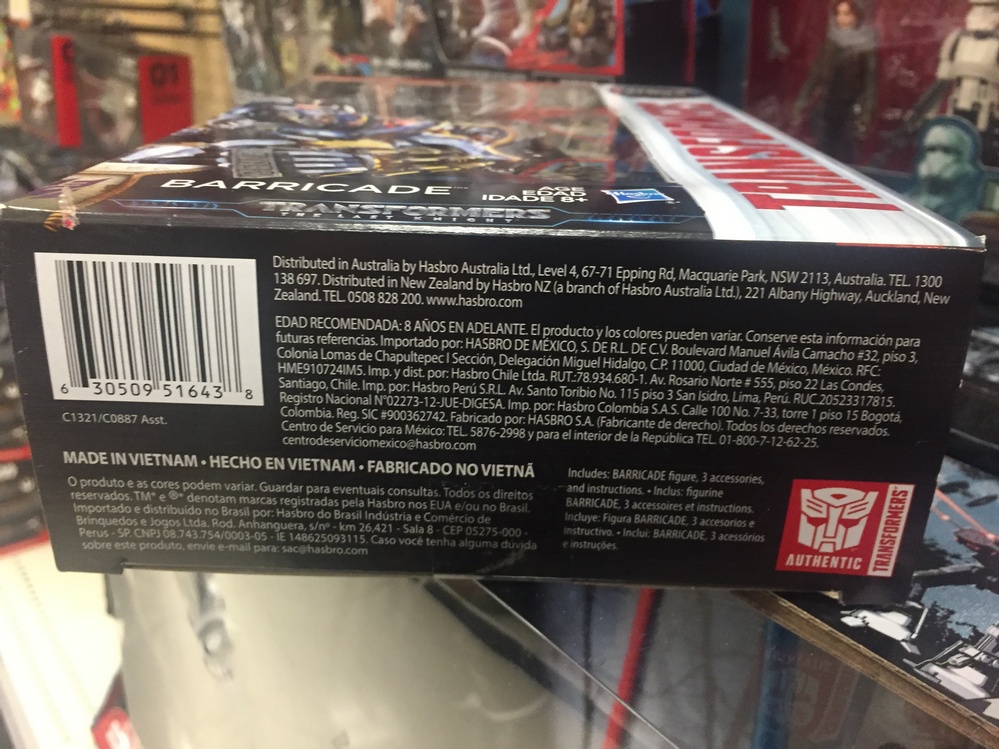 01
TRANSFORMERS
BARRICADE™
AGE
EDAD
IDADE 8+
Hasbro
TRANSFORMERS
THE LAST KNIGHT
6 30509 51643 8
C1321/C0887 Asst.
Distributed in Australia by Hasbro Australia Ltd., Level 4, 67-71 Epping Rd, Macquarie Park, NSW 2113, Australia. TEL. 1300
138 697. Distributed in New Zealand by Hasbro NZ (a branch of Hasbro Australia Ltd.), 221 Albany Highway, Auckland, New
Zealand. TEL. 0508 828 200. www.hasbro.com
EDAD RECOMENDADA: 8 AÑOS EN ADELANTE. El producto y los colores pueden variar. Conserve esta información para
futuras referencias. Importado por: HASBRO DE MÉXICO, S. DE R.L. DE C.V. Boulevard Manuel Ávila Camacho #32, piso 3,
Colonia Lomas de Chapultepec I Sección, Delegación Miguel Hidalgo, C.P. 11000, Ciudad de México, México. RFC:
HME910724IM5. Imp. y dist. por: Hasbro Chile Ltda. RUT.:78.934.680-1. Av. Rosario Norte # 555, piso 22 Las Condes,
Santiago, Chile. Imp. por: Hasbro Perú S.R.L. Av. Santo Toribio No. 115 piso 3 San Isidro, Lima, Perú. RUC.20523317815.
Registro Nacional N°02273-12-JUE-DIGESA. Imp. por: Hasbro Colombia S.A.S. Calle 100 No. 7-33, torre 1 piso 15 Bogotá,
Colombia. Reg. SIC #900362742. Fabricado por: HASBRO S.A. (Fabricante de derecho). Todos los derechos reservados.
Centro de Servicio para México: TEL. 5876-2998 y para el interior de la República TEL. 01-800-7-12-62-25.
centrodeserviciomexico@hasbro.com
MADE IN VIETNAM • HECHO EN VIETNAM • FABRICADO NO VIETNÃ
O produto e as cores podem variar. Guardar para eventuais consultas. Todos os direitos
reservados. TM* e ®* denotam marcas registradas pela Hasbro nos EUA e/ou no Brasil.
Importado e distribuido no Brasil por: Hasbro do Brasil Indústria e Comércio de
Brinquedos e Jogos Ltda. Rod. Anhanguera, s/nº - km 26,421 - Sala 8 - CEP 05275-000 -
Perus - SP. CNPJ 08.743.754/0003-05 - IE 148625093115. Caso você tenha alguma dúvida
sobre este produto, envie e-mail para: sac@hasbro.com
Includes: BARRICADE figure, 3 accessories,
and instructions. • Inclus: figurine
BARRICADE, 3 accessoires et instructions.
Incluye: Figura BARRICADE, 3 accesorios e
instructivo. • Inclui: BARRICADE, 3 acessórios
e instruções.
AUTHENTIC
TRANSFORMERS